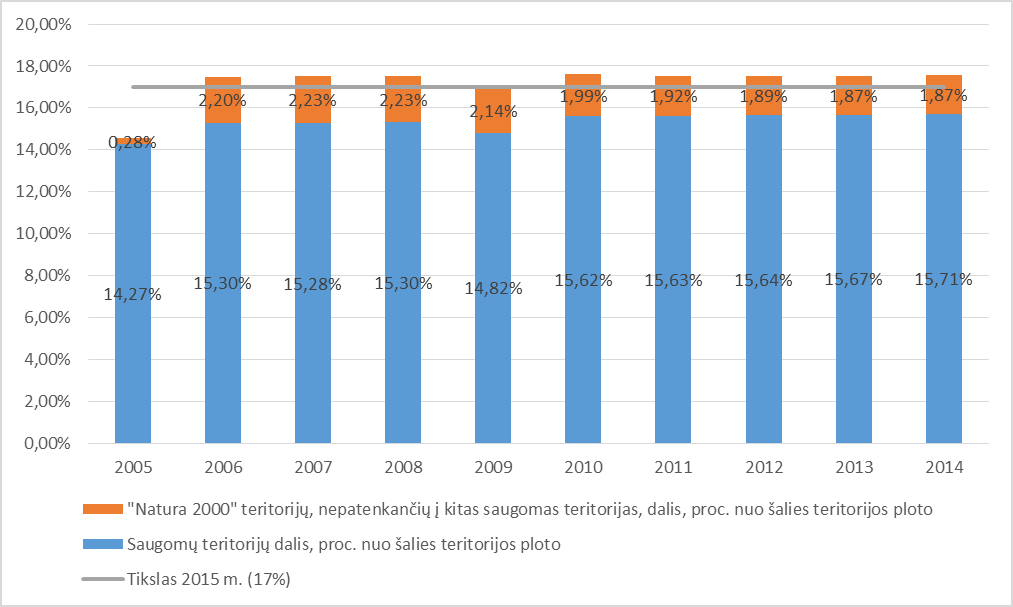 20,00%
18,00%
16,00%
14,00%
12,00%
10,00%
8,00%
6,00%
4,00%
2,00%
0,00%
0,28% 2,20% 2,23% 2,23% 2,14% 1,99% 1,92% 1,89% 1,87% 1,87%
14,27% 15,30% 15,28% 15,30% 14,82% 15,62% 15,63% 15,64% 15,67% 15,71%
2005 2006 2007 2008 2009 2010 2011 2012 2013 2014
"Natura 2000" teritorijų, nepatenkančių į kitas saugomas teritorijas, dalis, proc. nuo šalies teritorijos ploto
Saugomų teritorijų dalis, proc. nuo šalies teritorijos ploto
Tikslas 2015 m. (17%)